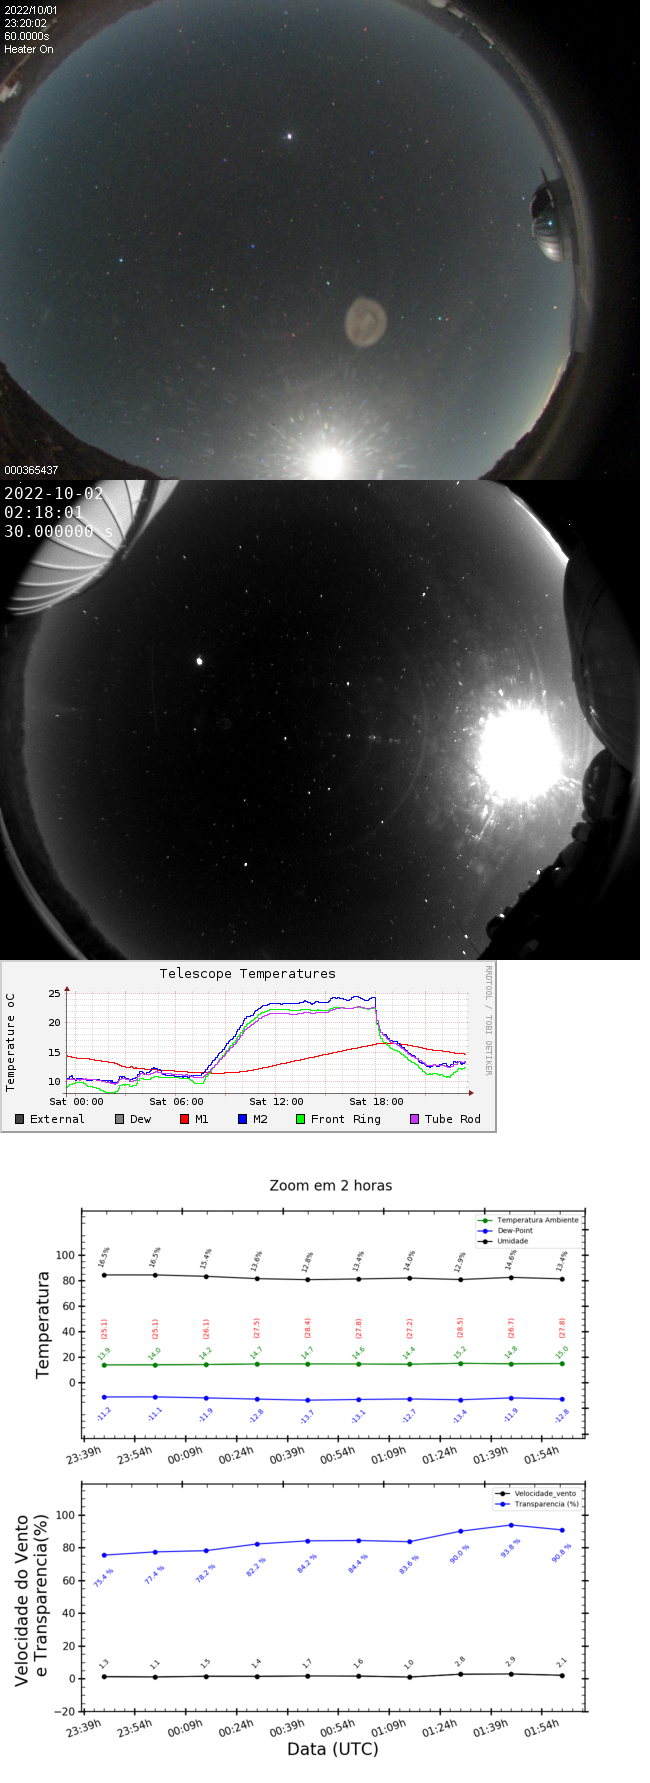 2022/10/01
23:20:02
60.0000s
Heater On
000365437
2022-10-02
02:18:01
30.000000 s
Telescope Temperatures
RRDTOOL / TOBI OETIKER
Temperature oC
25
20
15
10
Sat 00:00 Sat 06:00 Sat 12:00 Sat 18:00
External Dew M1 M2 Front Ring Tube Rod
Zoom em 2 horas
Temperatura Ambiente
Dew-Point
Umidade
Temperatura
100
80
60
40
20
0
16.5% 16.5% 15.4% 13.6% 12.8% 13.4% 14.0% 12.9% 14.6% 13.4%
(25.1) (25.1) (26.1) (27.5) (28.4) (27.8) (27.2) (28.5) (26.7) (27.8)
13.9 14.0 14.2 14.7 14.7 14.6 14.4 15.2 14.8 15.0
-11.2 -11.1 -11.9 -12.8 -13.7 -13.1 -12.7 -13.4 -11.9 -12.8
23:39h 23:54h 00:09h 00:24h 00:39h 00:54h 01:09h 01:24h 01:39h 01:54h
Velocidade_vento
Transparencia (%)
Velocidade do Vento
e Transparencia(%)
100
80
60
40
20
0
−20
75.4 % 77.4 % 78.2 % 82.2 % 84.2 % 84.4 % 83.6 % 90.0 % 93.8 % 90.8 %
1.3 1.1 1.5 1.4 1.7 1.6 1.0 2.8 2.9 2.1
23:39h 23:54h 00:09h 00:24h 00:39h 00:54h 01:09h 01:24h 01:39h 01:54h
Data (UTC)